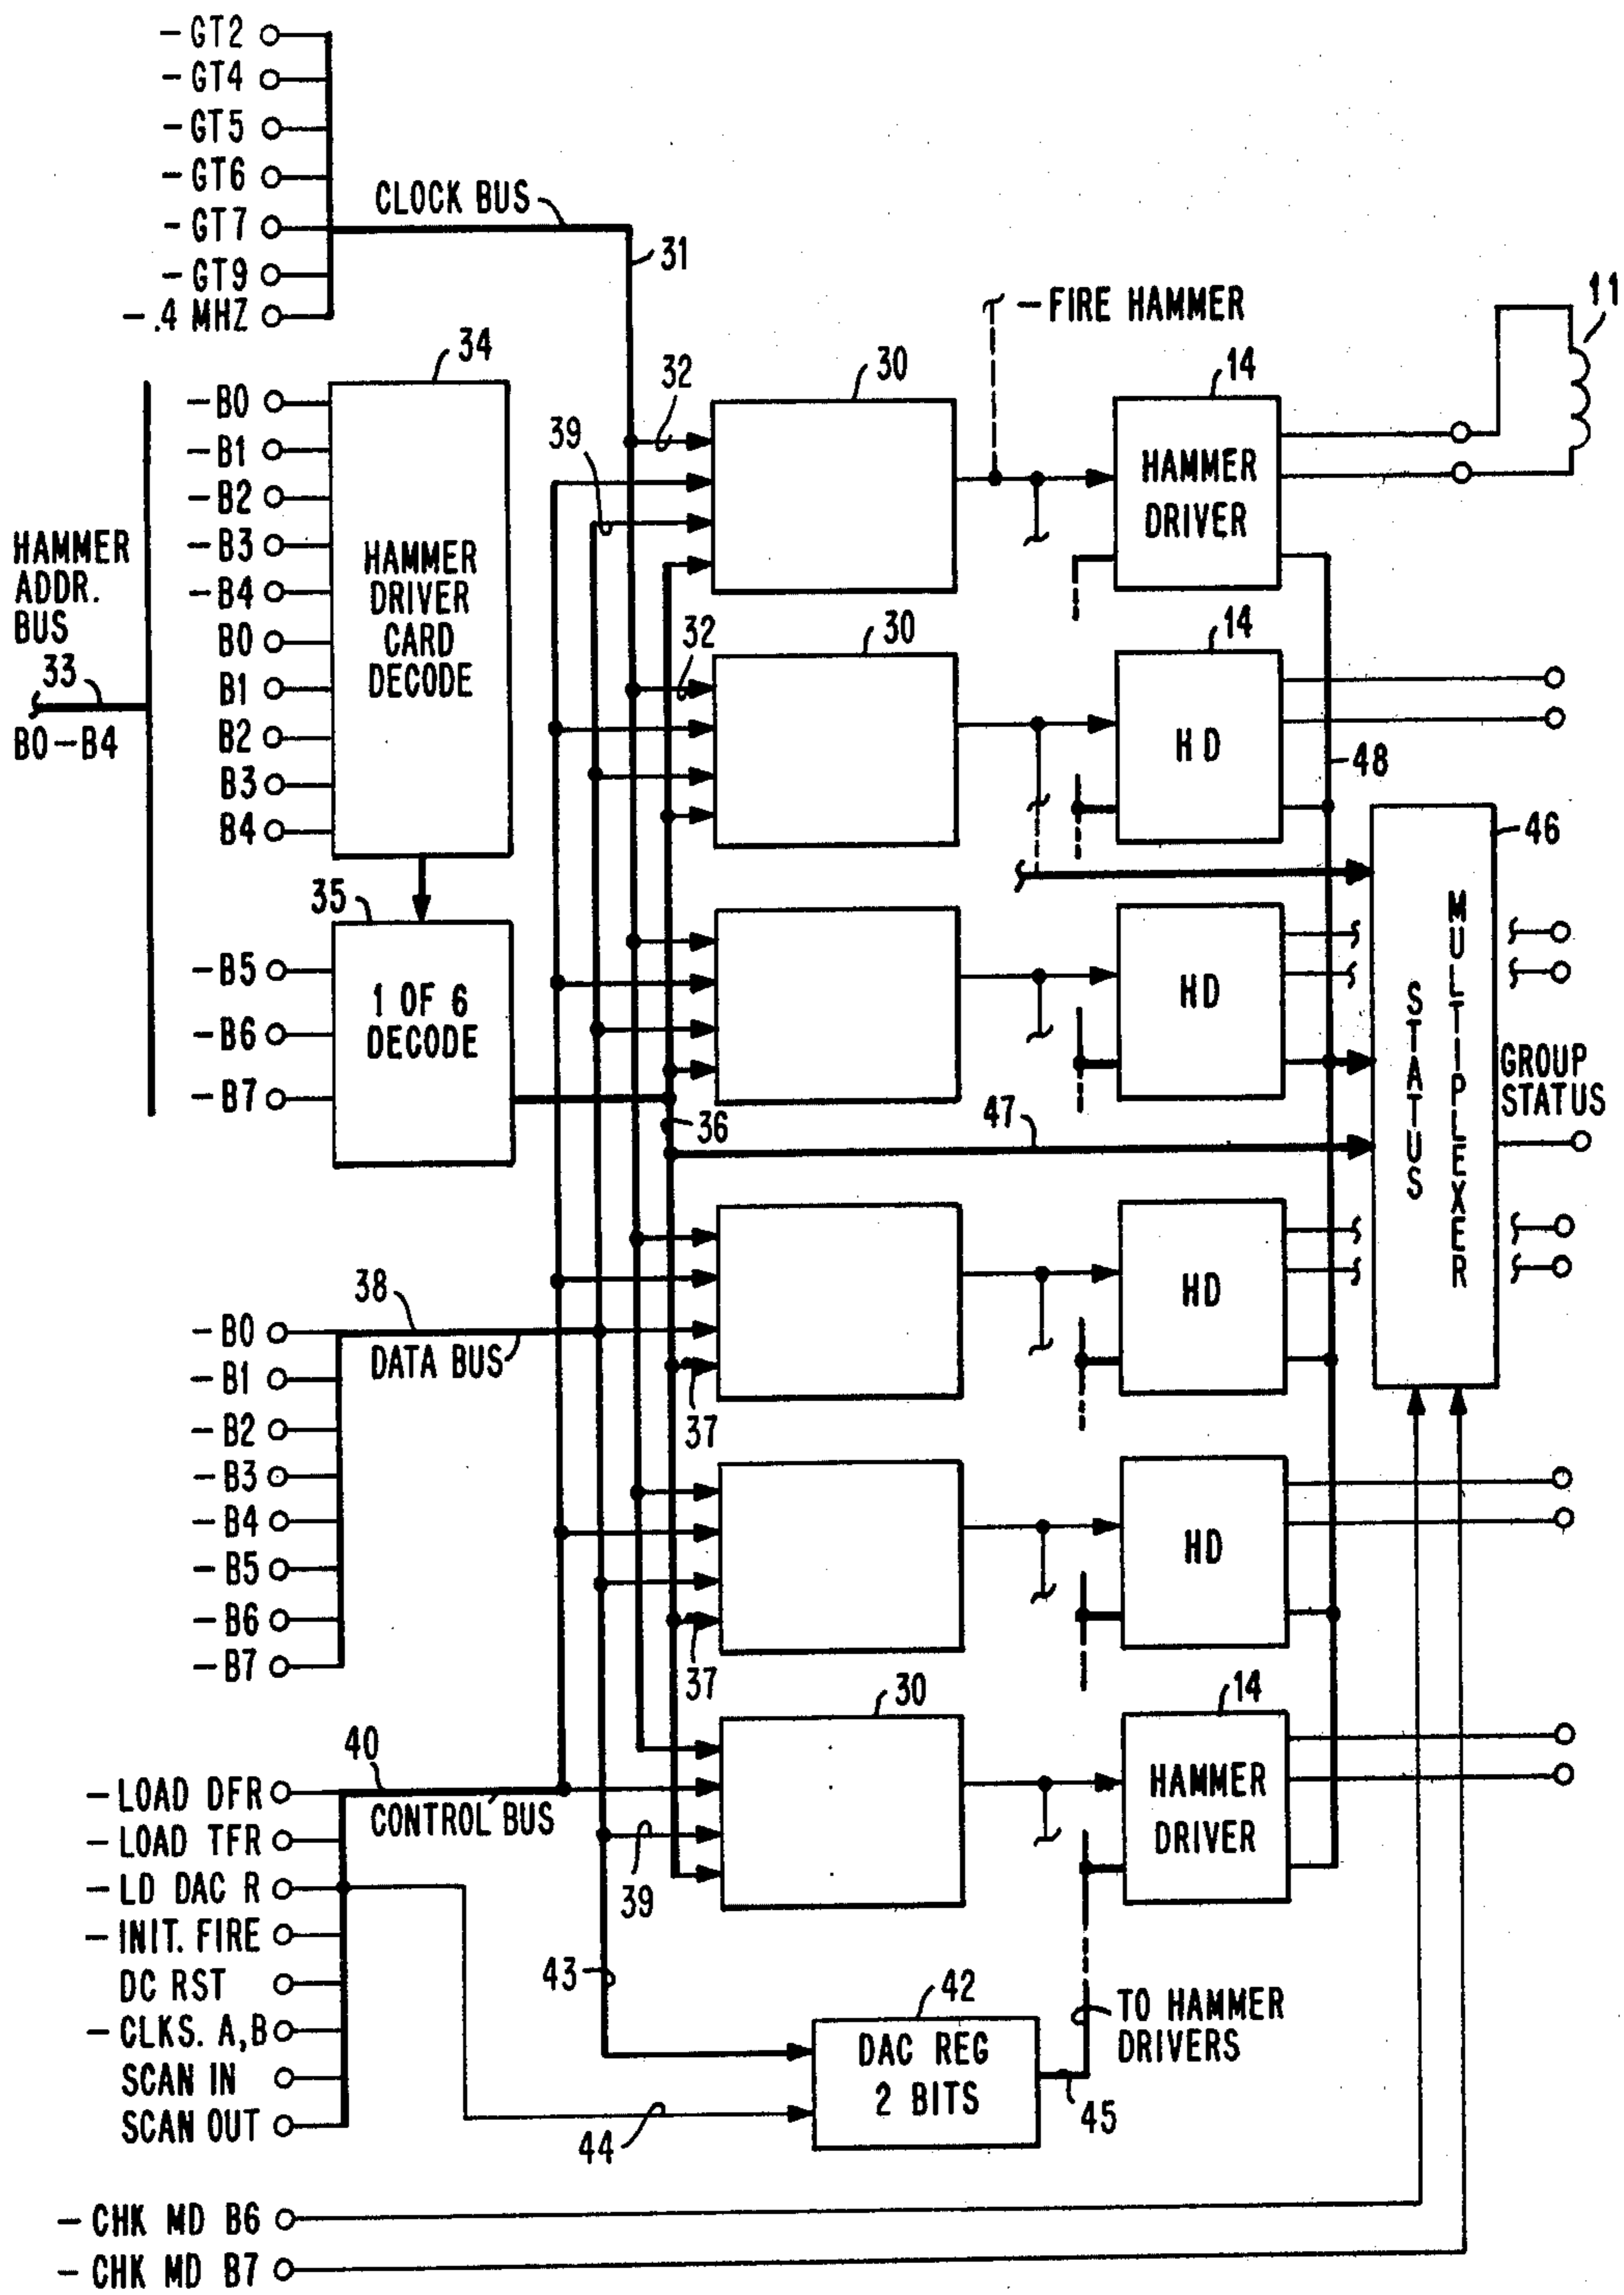 -GT2
-GT4
-GT5
-GT6
-GT7
-GT9
-.4 MHZ
CLOCK BUS
31
-FIRE HAMMER
11
34
32
30
14
39
-B0
-B1
-B2
-B3
-B4
B0
B1
B2
B3
B4
HAMMER
ADDR.
BUS
33
B0-B4
HAMMER
DRIVER
CARD
DECODE
HAMMER
DRIVER
32
30
14
HD
48
46
35
-B5
-B6
-B7
1 OF 6
DECODE
HD
STATUS
MULTIPLEXER
GROUP
STATUS
36
47
38
DATA BUS
-B0
-B1
-B2
-B3
-B4
-B5
-B6
-B7
HD
37
HD
37
30
14
40
CONTROL BUS
-LOAD DFR
-LOAD TFR
-LD DAC R
-INIT. FIRE
DC RST
-CLKS. A,B
SCAN IN
SCAN OUT
HAMMER
DRIVER
39
43
42
DAC REG
2 BITS
TO HAMMER
DRIVERS
44
45
-CHK MD B6
-CHK MD B7